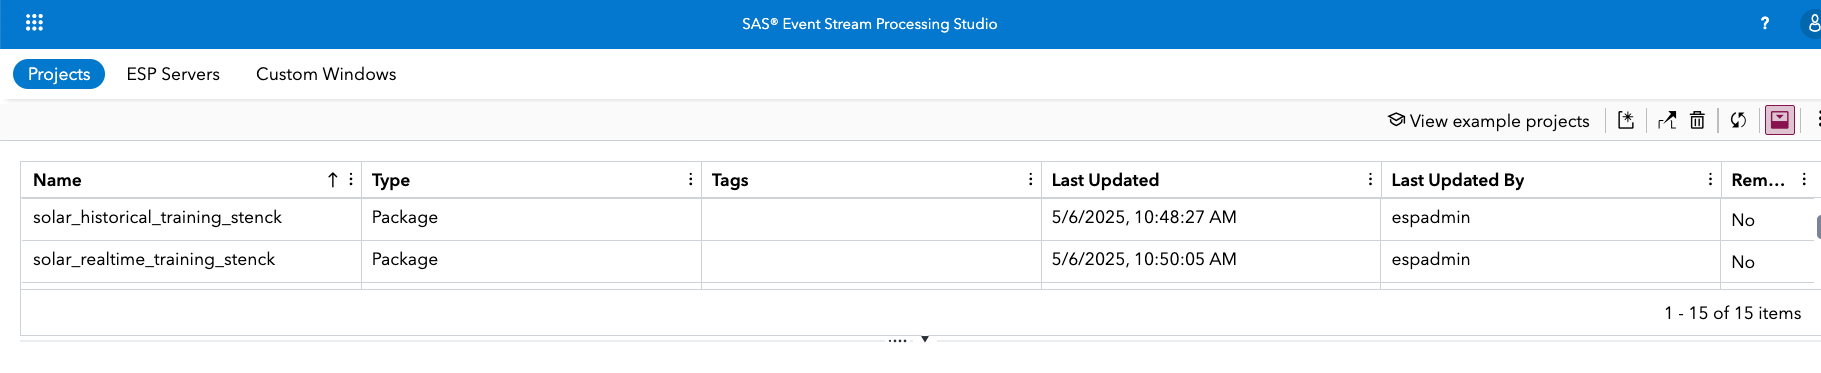 SAS® Event Stream Processing Studio
?
Projects ESP Servers Custom Windows
View example projects
Name Type Tags Last Updated Last Updated By Rem...
solar_historical_training_stenck Package 5/6/2025, 10:48:27 AM espadmin No
solar_realtime_training_stenck Package 5/6/2025, 10:50:05 AM espadmin No
1 - 15 of 15 items